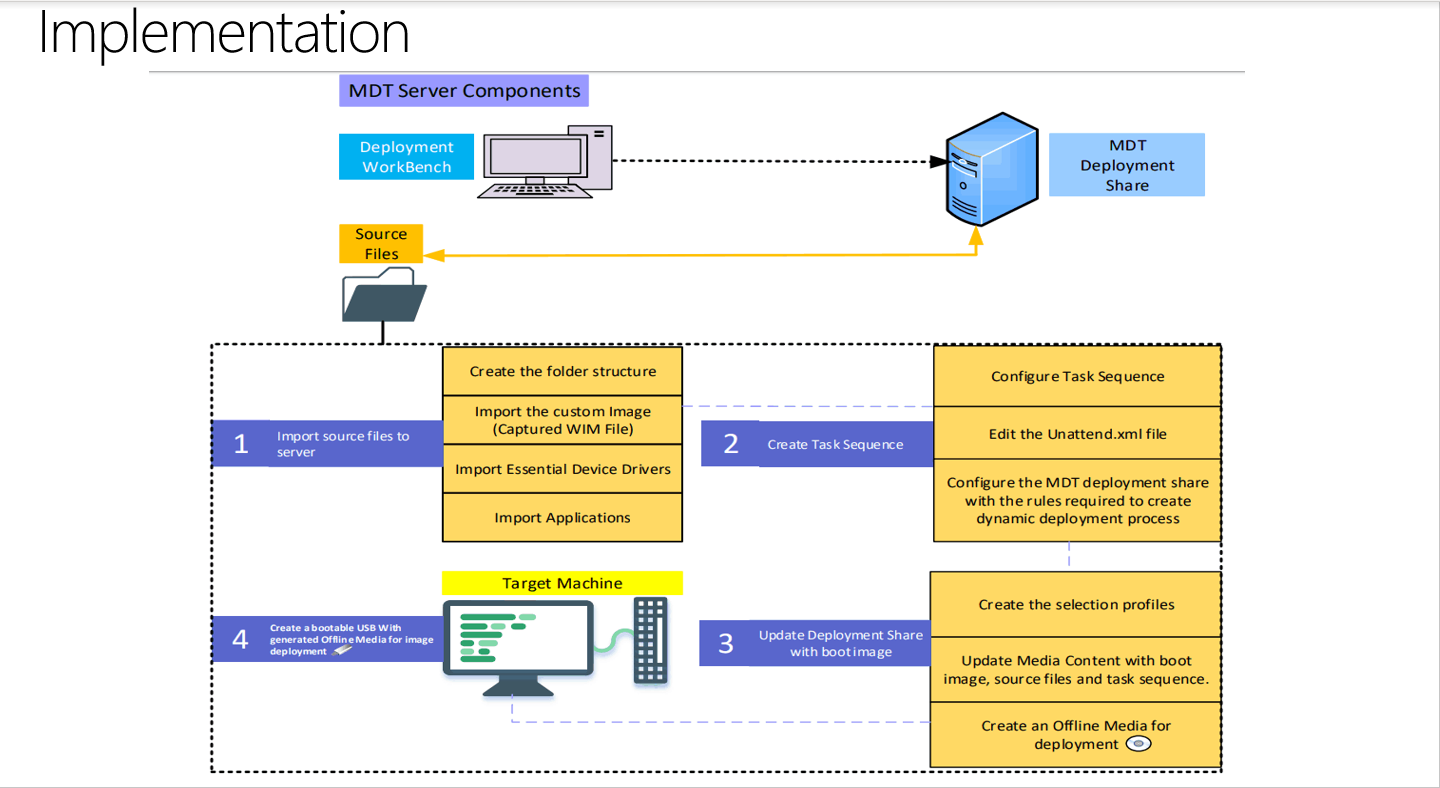 Implementation
MDT Server Components
Deployment
WorkBench
MDT
Deployment
Share
Source
Files
1
Import source files to
server
Create the folder structure
Import the custom Image
(Captured WIM File)
Import Essential Device Drivers
Import Applications
2
Create Task Sequence
Configure Task Sequence
Edit the Unattend.xml file
Configure the MDT deployment share
with the rules required to create
dynamic deployment process
3
Update Deployment Share
with boot image
Create the selection profiles
Update Media Content with boot
image, source files and task sequence.
Create an Offline Media for
deployment
4
Create a bootable USB With
generated Offline Media for image
deployment
Target Machine